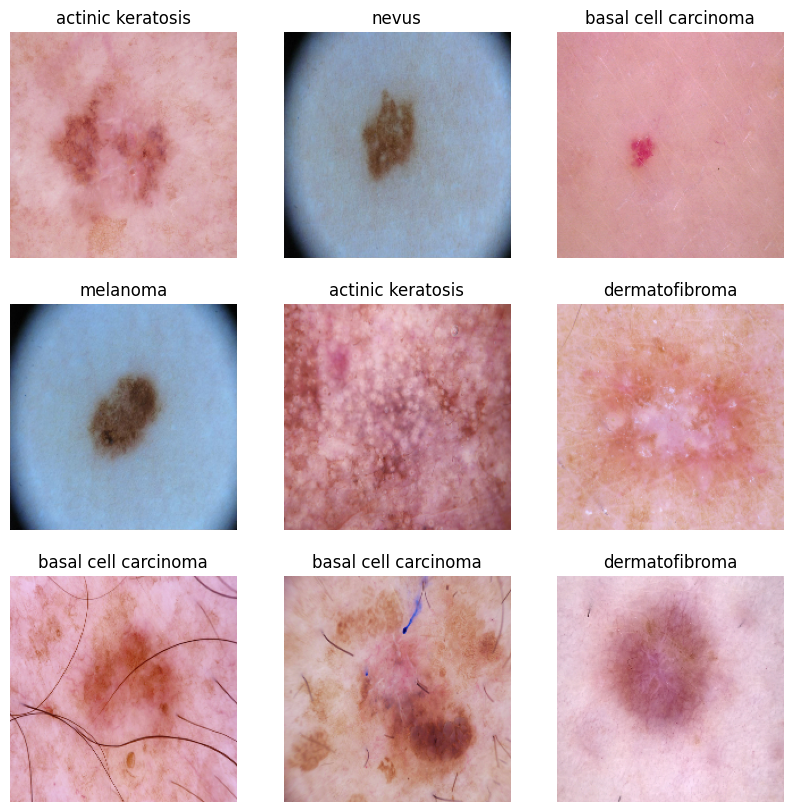 actinic keratosis
nevus
basal cell carcinoma
melanoma
actinic keratosis
dermatofibroma
basal cell carcinoma
basal cell carcinoma
dermatofibroma